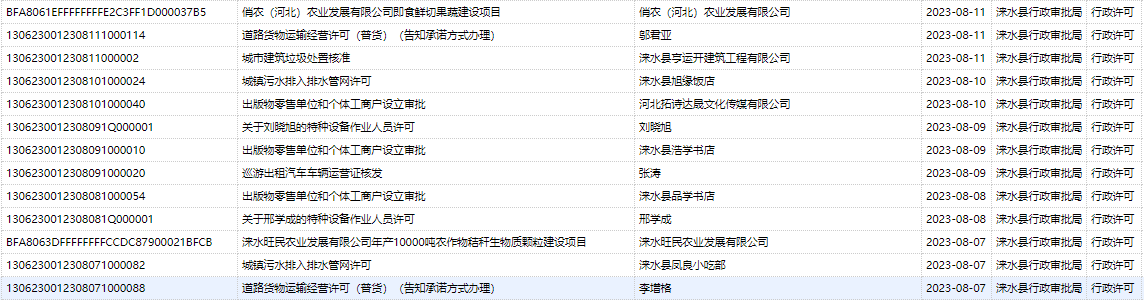 BFA8061EFFFFFFFFE2C3FF1D000037B5 俏农（河北）农业发展有限公司即食鲜切果蔬建设项目 俏农（河北）农业发展有限公司 2023-08-11 涞水县行政审批局 行政许可
1306230012308111000114 道路货物运输经营许可（普货）（告知承诺方式办理） 邬君亚 2023-08-11 涞水县行政审批局 行政许可
130623001230811000002 城市建筑垃圾处置核准 涞水县亨运开建筑工程有限公司 2023-08-11 涞水县行政审批局 行政许可
1306230012308101000024 城镇污水排入排水管网许可 涞水县旭缘饭店 2023-08-10 涞水县行政审批局 行政许可
1306230012308101000040 出版物零售单位和个体工商户设立审批 河北拓诗达晟文化传媒有限公司 2023-08-10 涞水县行政审批局 行政许可
1306230012308091Q000001 关于刘晓旭的特种设备作业人员许可 刘晓旭 2023-08-09 涞水县行政审批局 行政许可
1306230012308091000010 出版物零售单位和个体工商户设立审批 涞水县浩学书店 2023-08-09 涞水县行政审批局 行政许可
1306230012308091000020 巡游出租汽车车辆运营证核发 张涛 2023-08-09 涞水县行政审批局 行政许可
1306230012308081000054 出版物零售单位和个体工商户设立审批 涞水县品学书店 2023-08-08 涞水县行政审批局 行政许可
1306230012308081Q000001 关于邢学成的特种设备作业人员许可 邢学成 2023-08-08 涞水县行政审批局 行政许可
BFA8063DFFFFFFFFCCDC87900021BFCB 涞水旺民农业发展有限公司年产10000吨农作物秸秆生物质颗粒建设项目 涞水旺民农业发展有限公司 2023-08-07 涞水县行政审批局 行政许可
1306230012308071000082 城镇污水排入排水管网许可 涞水县凤良小吃部 2023-08-07 涞水县行政审批局 行政许可
1306230012308071000088 道路货物运输经营许可（普货）（告知承诺方式办理） 李增格 2023-08-07 涞水县行政审批局 行政许可